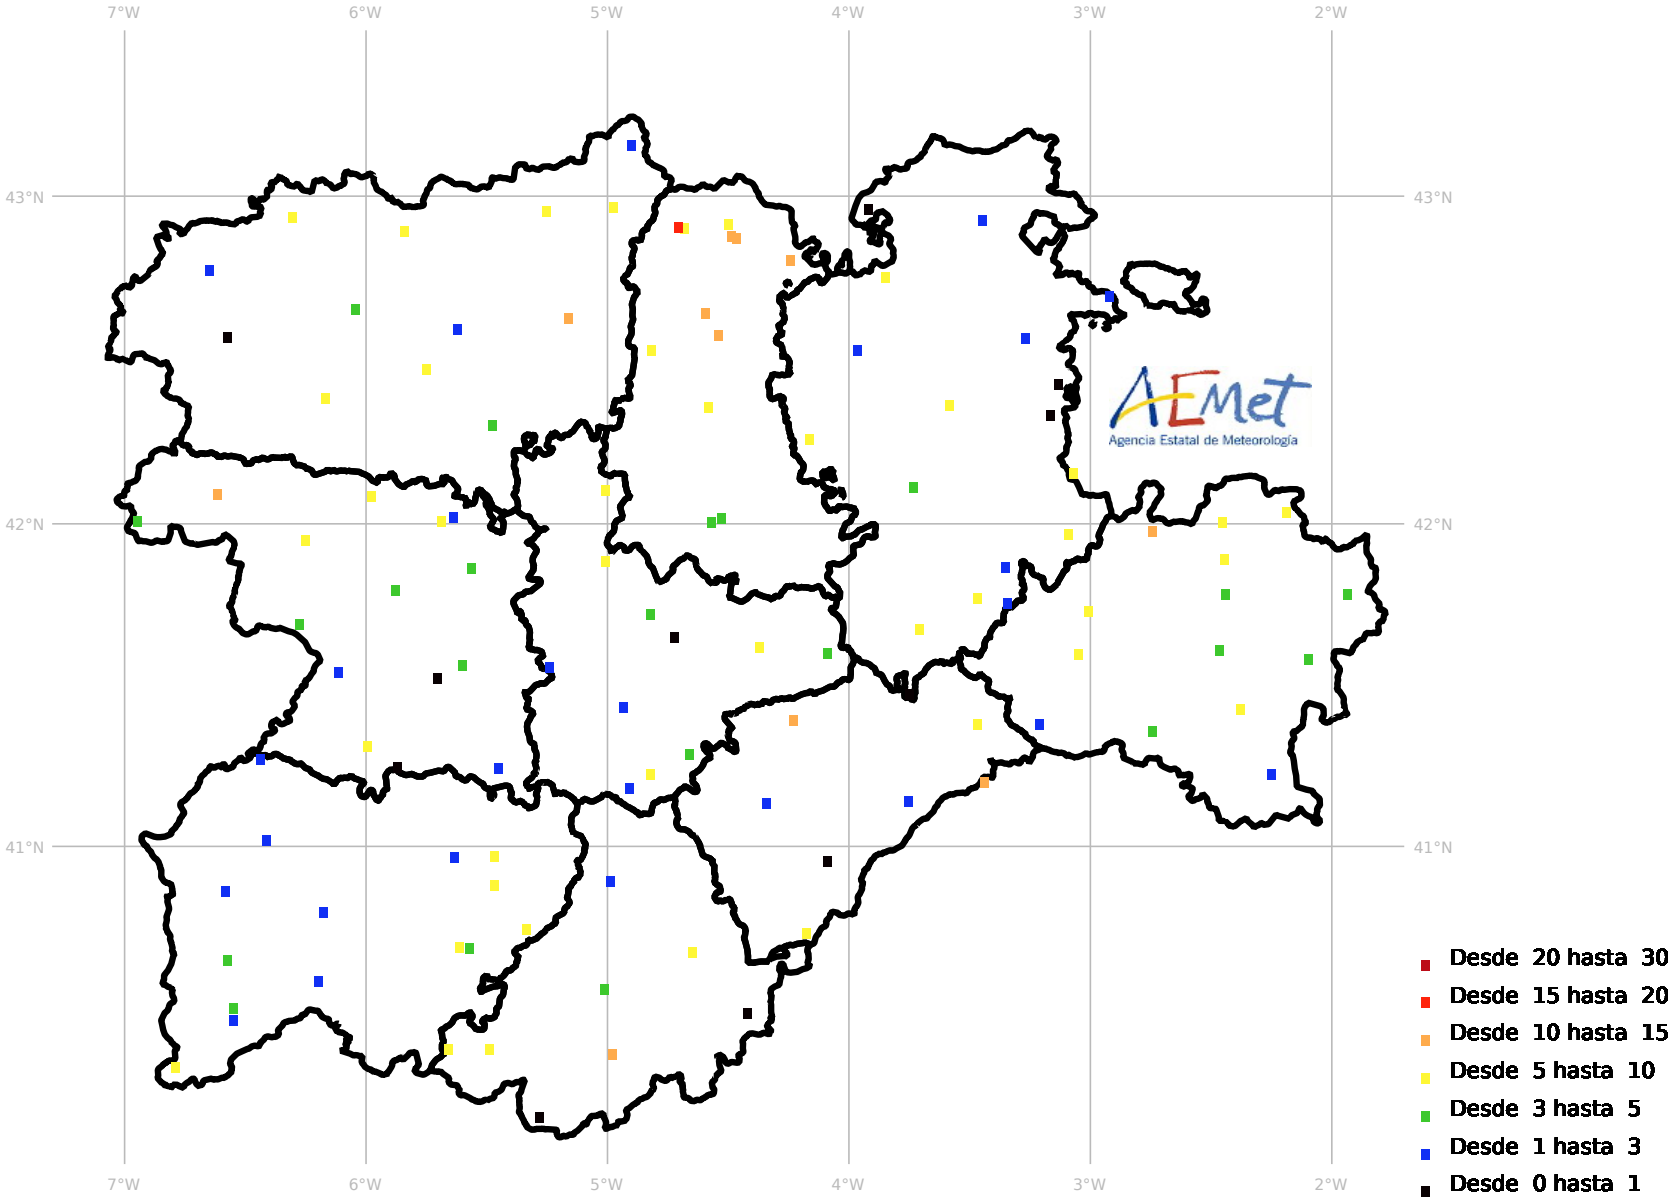 7°W 6°W 5°W 4°W 3°W 2°W
43°N 43°N
AEMet
Agencia Estatal de Meteorología
42°N 42°N
41°N 41°N
Desde 20 hasta 30
Desde 15 hasta 20
Desde 10 hasta 15
Desde 5 hasta 10
Desde 3 hasta 5
Desde 1 hasta 3
Desde 0 hasta 1
7°W 6°W 5°W 4°W 3°W 2°W